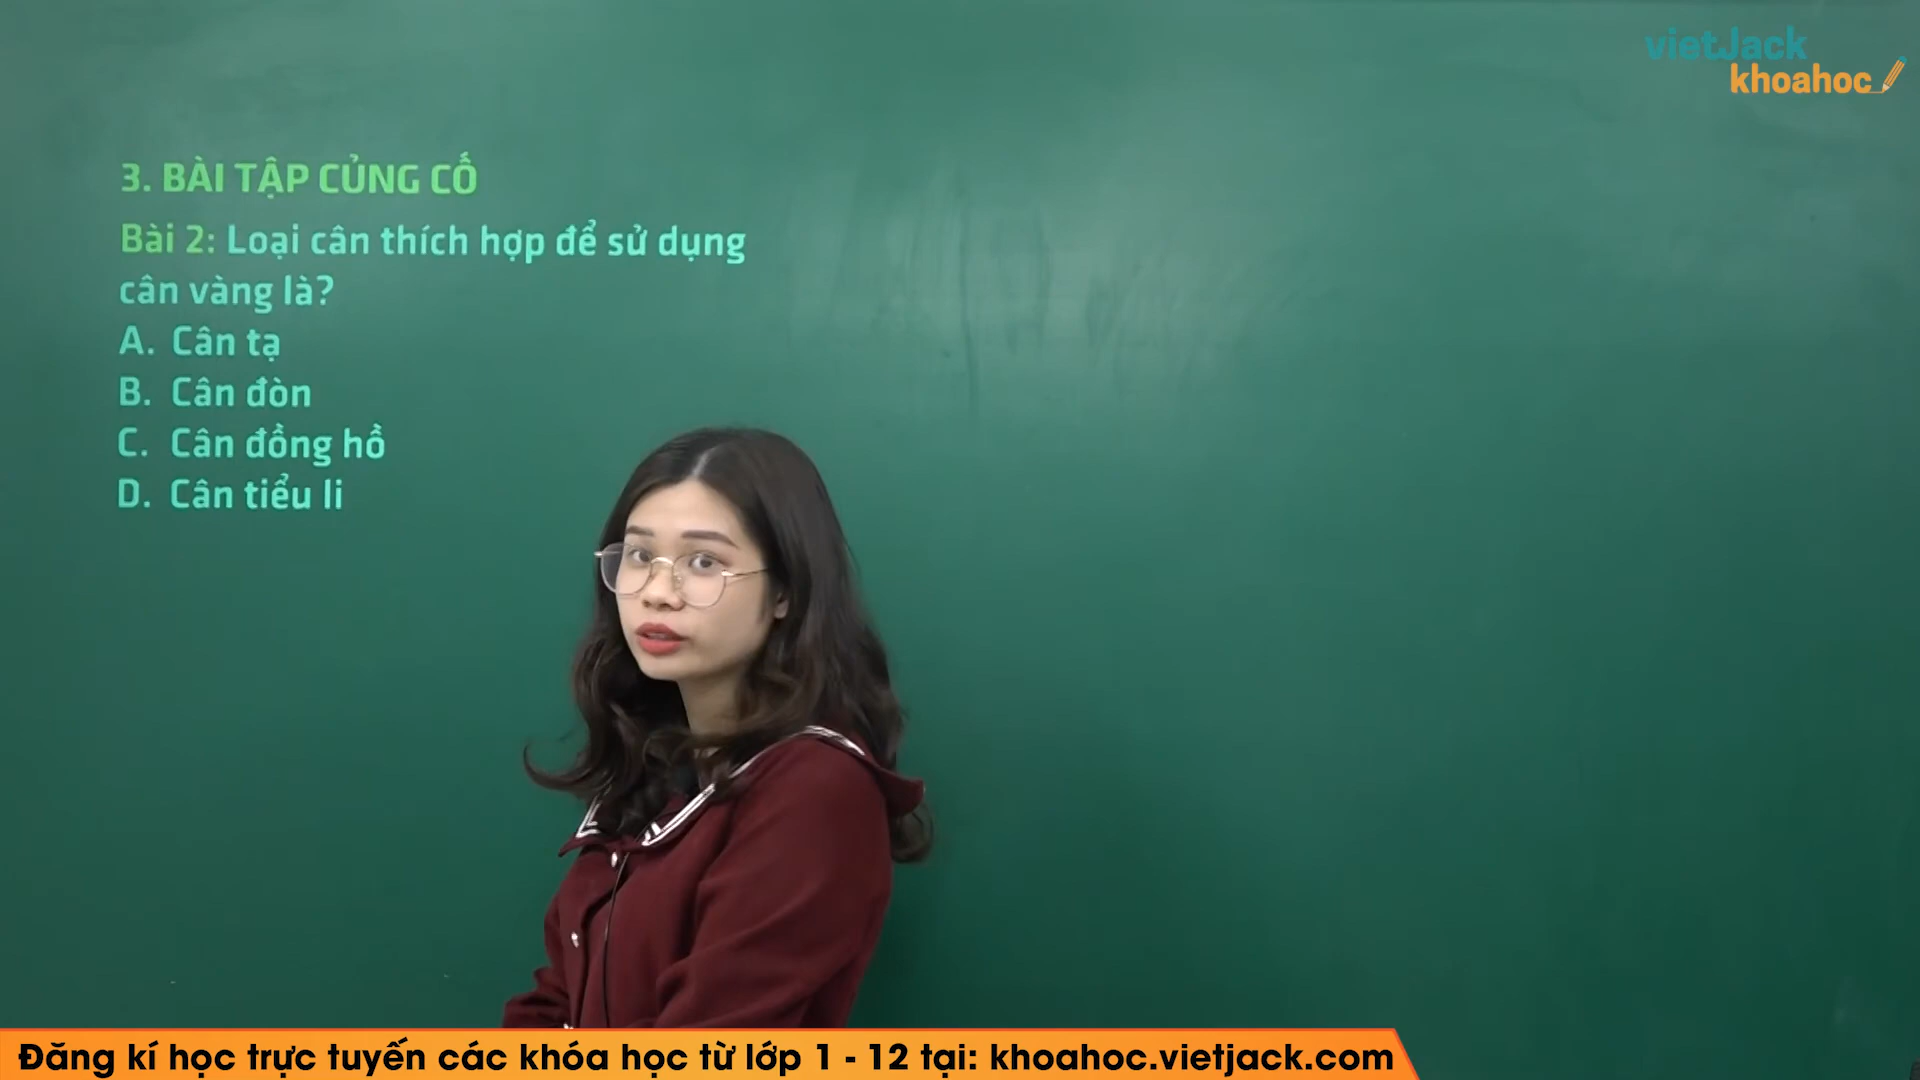 vietJack
khoahoc
3. BÀI TẬP CỦNG CỐ
Bài 2: Loại cân thích hợp để sử dụng
cân vàng là?
A. Cân tạ
B. Cân đòn
C. Cân đồng hồ
D. Cân tiểu li
Đăng kí học trực tuyến các khóa học từ lớp 1 - 12 tại: khoahoc.vietjack.com